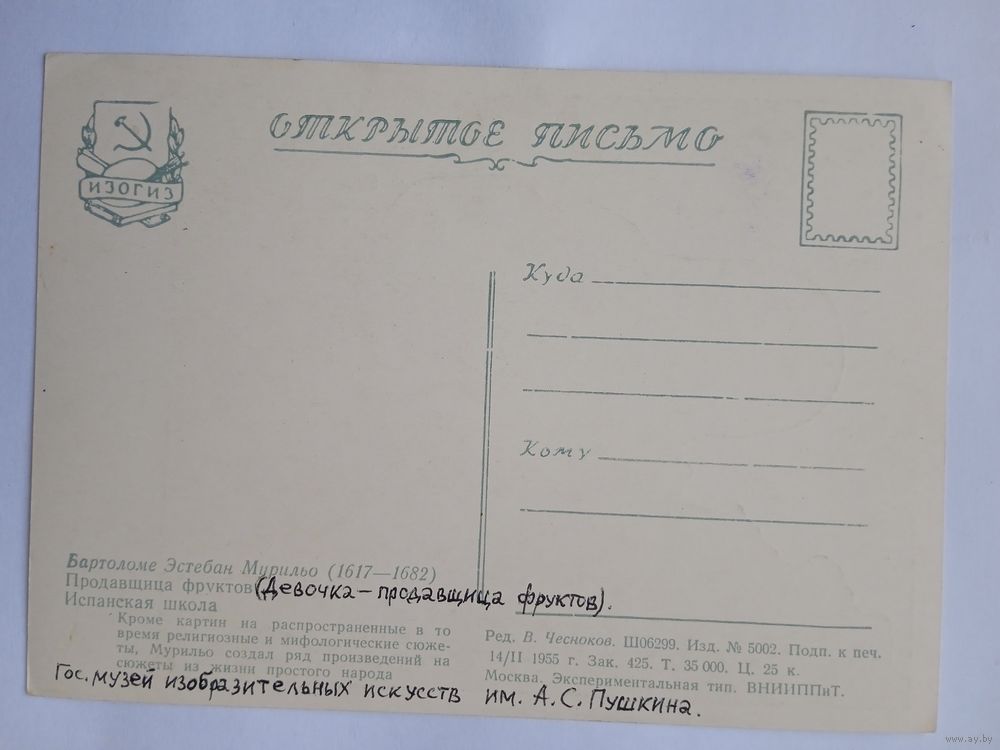 ОТКРЫТОЕ ПИСЬМО
ИЗОГИЗ
Куда
Кому
Бартоломе Эстебан Мурильо (1617—1682)
Продавщица фруктов (Девочка - продавщица фруктов).
Испанская школа
Кроме картин на распространенные в то
время религиозные и мифологические сюже-
ты, Мурильо создал ряд произведений на
сюжеты из жизни простого народа
Гос. музей изобразительных искусств им. А.С. Пушкина.
Ред. В. Чесноков. Ш06299. Изд. № 5002. Подп. к печ.
14/II 1955 г. Зак. 425. Т. 35 000. Ц. 25 к.
Москва. Экспериментальная тип. ВНИИППиТ.
www.ay.by